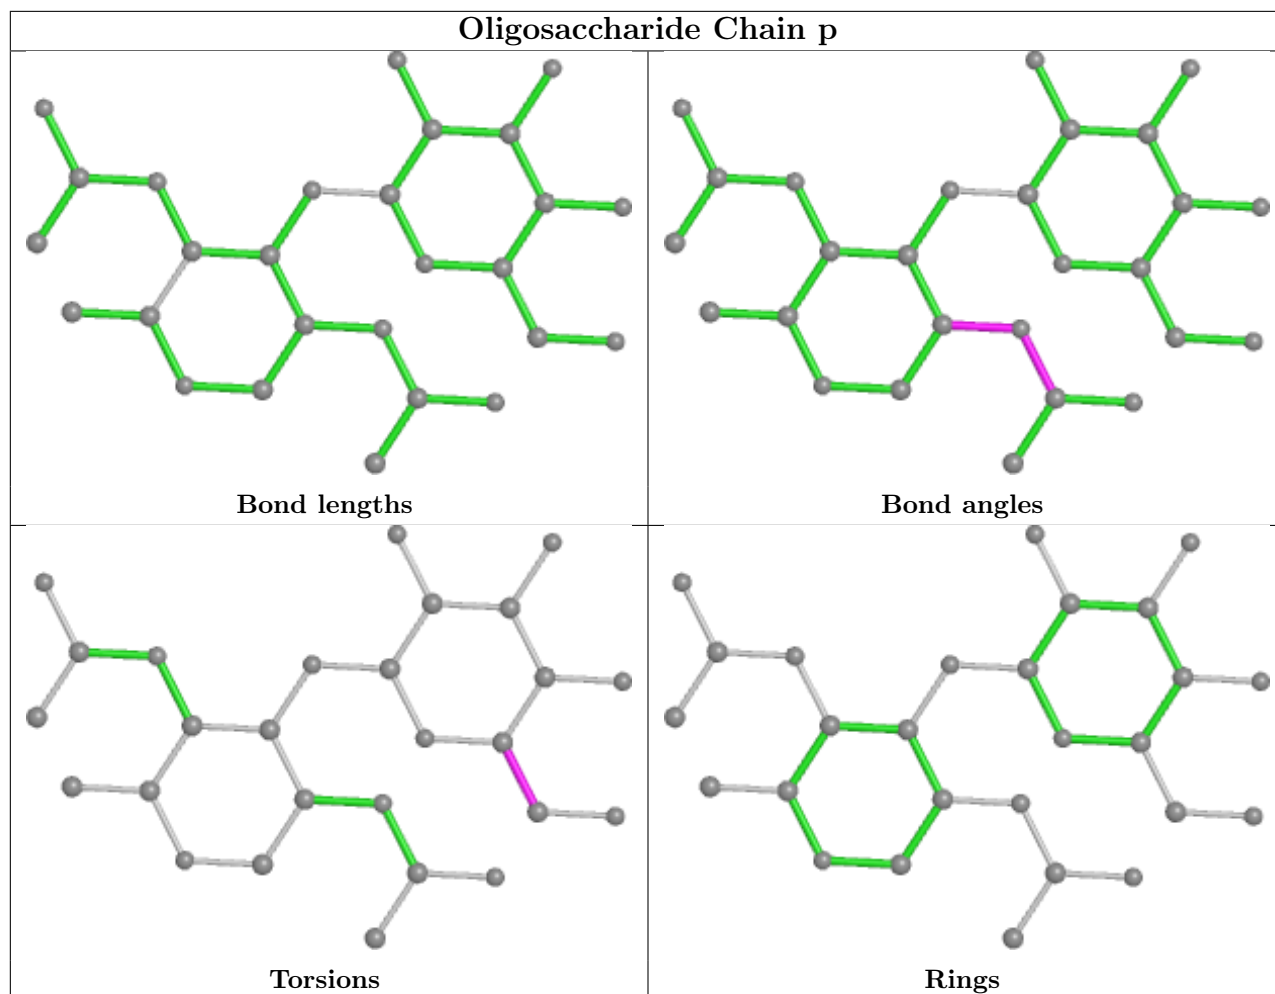 Oligosaccharide Chain p
Bond lengths
Bond angles
Torsions
Rings